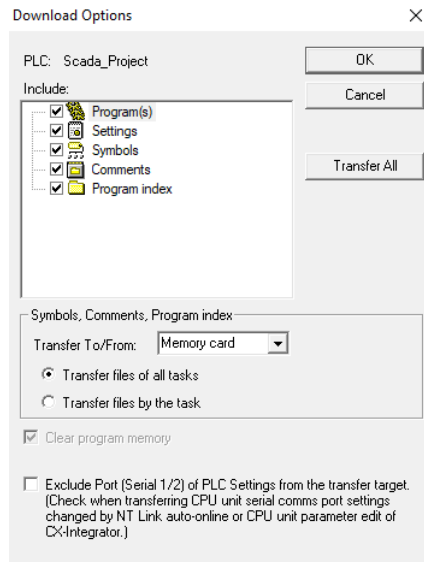 Download Options
PLC: Scada_Project
OK
Include:
Cancel
Program(s)
Settings
Symbols
Comments
Program index
Transfer All
Symbols, Comments, Program index
Transfer To/From: Memory card
Transfer files of all tasks
Transfer files by the task
Clear program memory
Exclude Port (Serial 1/2) of PLC Settings from the transfer target.
(Check when transferring CPU unit serial comms port settings
changed by NT Link auto-online or CPU unit parameter edit of
CX-Integrator.)